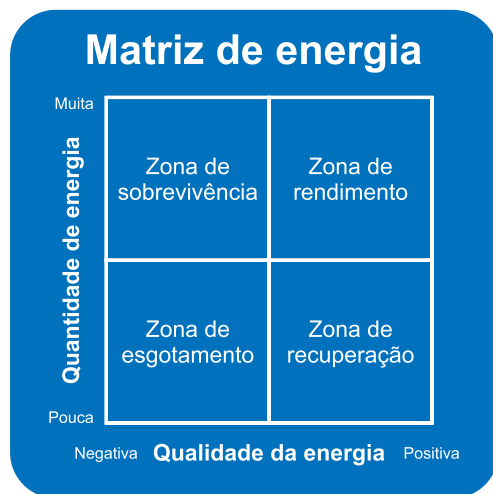 Matriz de energia
Muita
Quantidade de energia
Zona de
sobrevivência
Zona de
rendimento
Zona de
esgotamento
Zona de
recuperação
Pouca
Negativa
Qualidade da energia
Positiva